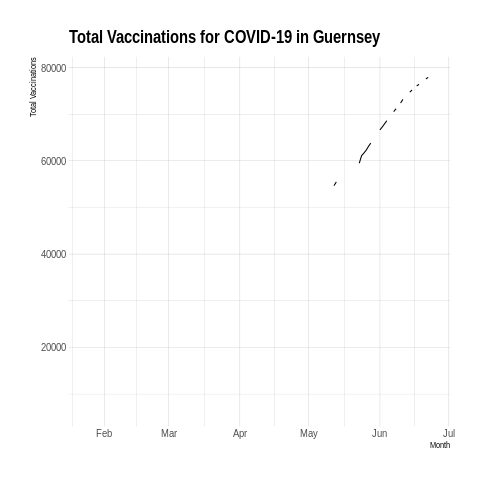 Total Vaccinations for COVID-19 in Guernsey
Total Vaccinations
80000
60000
40000
20000
Feb Mar Apr May Jun Jul
Month